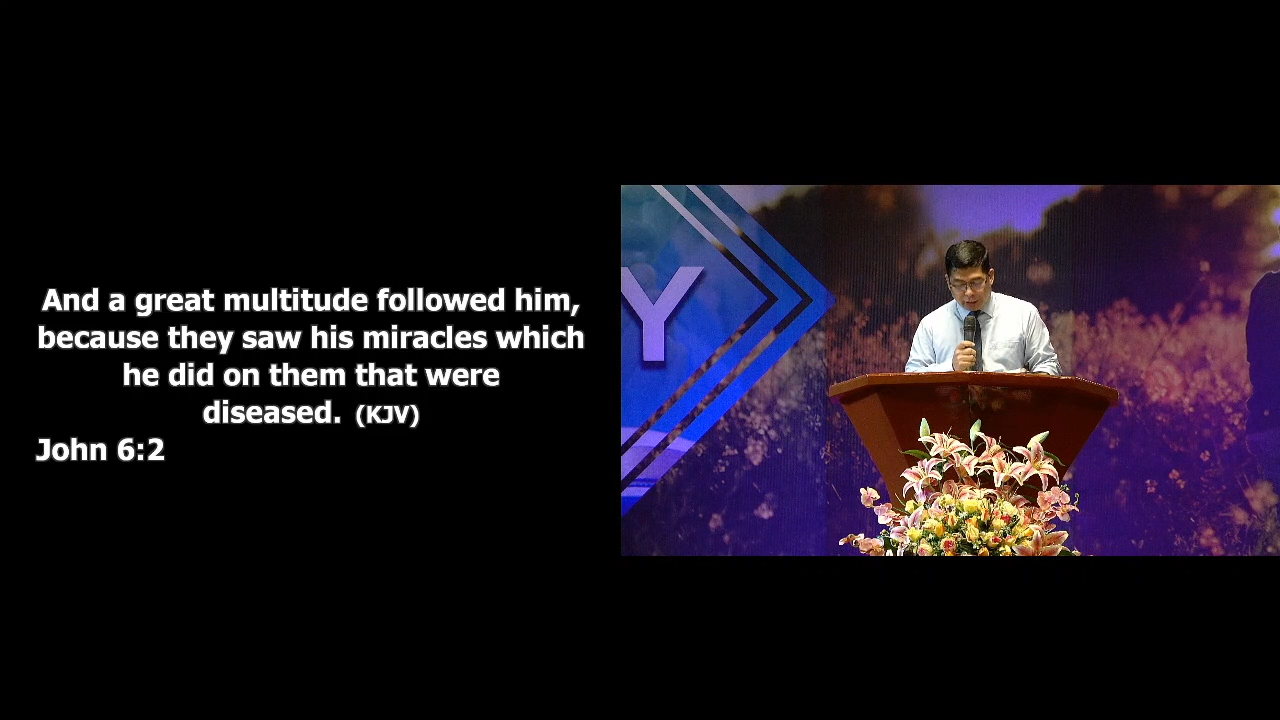 And a great multitude followed him,
because they saw his miracles which
he did on them that were
diseased. (KJV)
John 6:2
Y